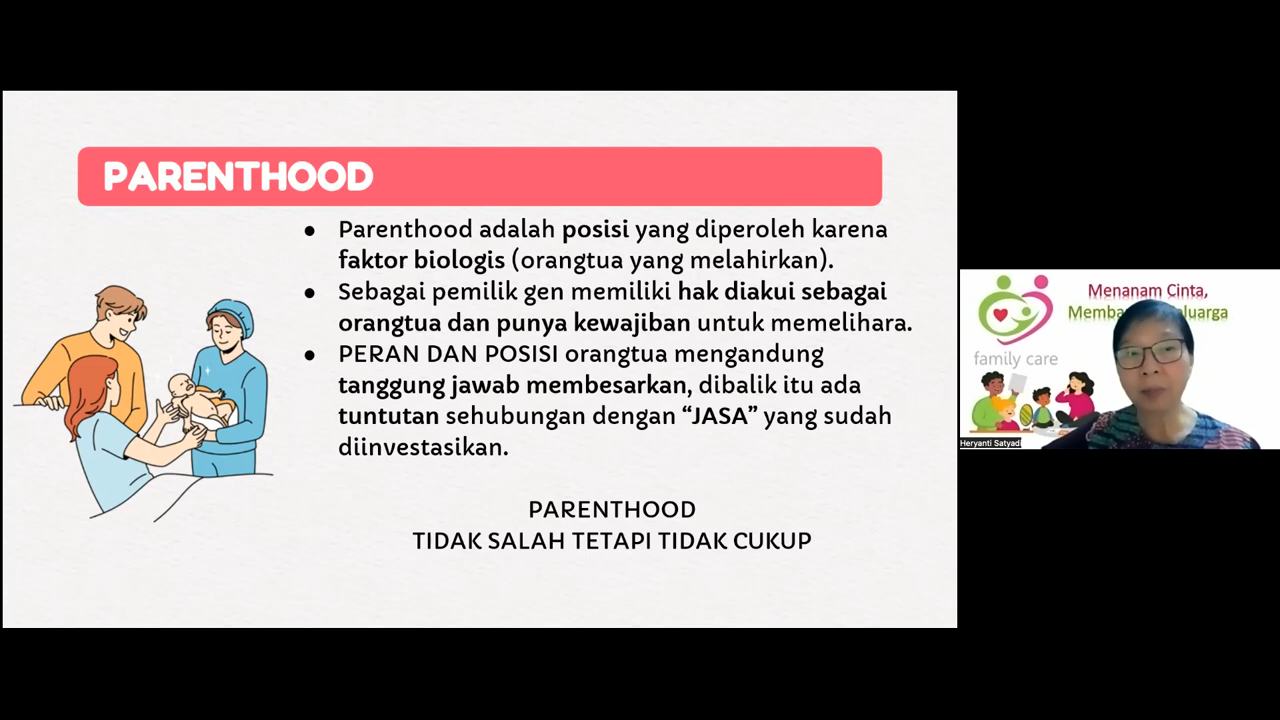 PARENTHOOD
● Parenthood adalah posisi yang diperoleh karena
faktor biologis (orangtua yang melahirkan).
● Sebagai pemilik gen memiliki hak diakui sebagai
orangtua dan punya kewajiban untuk memelihara.
● PERAN DAN POSISI orangtua mengandung
tanggung jawab membesarkan, dibalik itu ada
tuntutan sehubungan dengan “JASA” yang sudah
diinvestasikan.
PARENTHOOD
TIDAK SALAH TETAPI TIDAK CUKUP
Menanam Cinta,
family care
Heryanti Satyadi